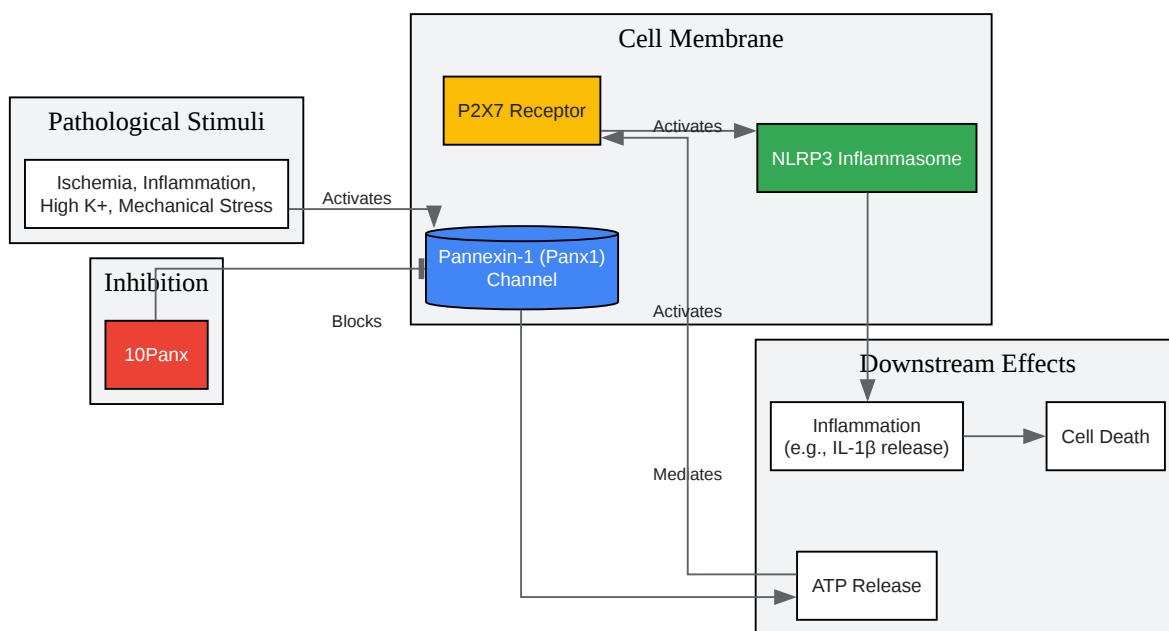 Cell Membrane
P2X7 Receptor
Activates
NLRP3 Inflammasome
Pathological Stimuli
Ischemia, Inflammation,
High K+, Mechanical Stress
Activates
Pannexin-1 (Panx1)
Channel
Inhibition
10Panx
Blocks
Activates
Downstream Effects
Inflammation
(e.g., IL-1β release)
Cell Death
Mediates
ATP Release